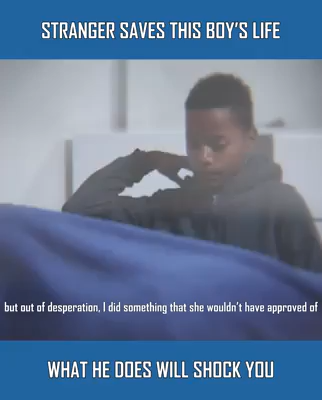 STRANGER SAVES THIS BOY'S LIFE
but out of desperation, I did something that she wouldn't have approved of
WHAT HE DOES WILL SHOCK YOU